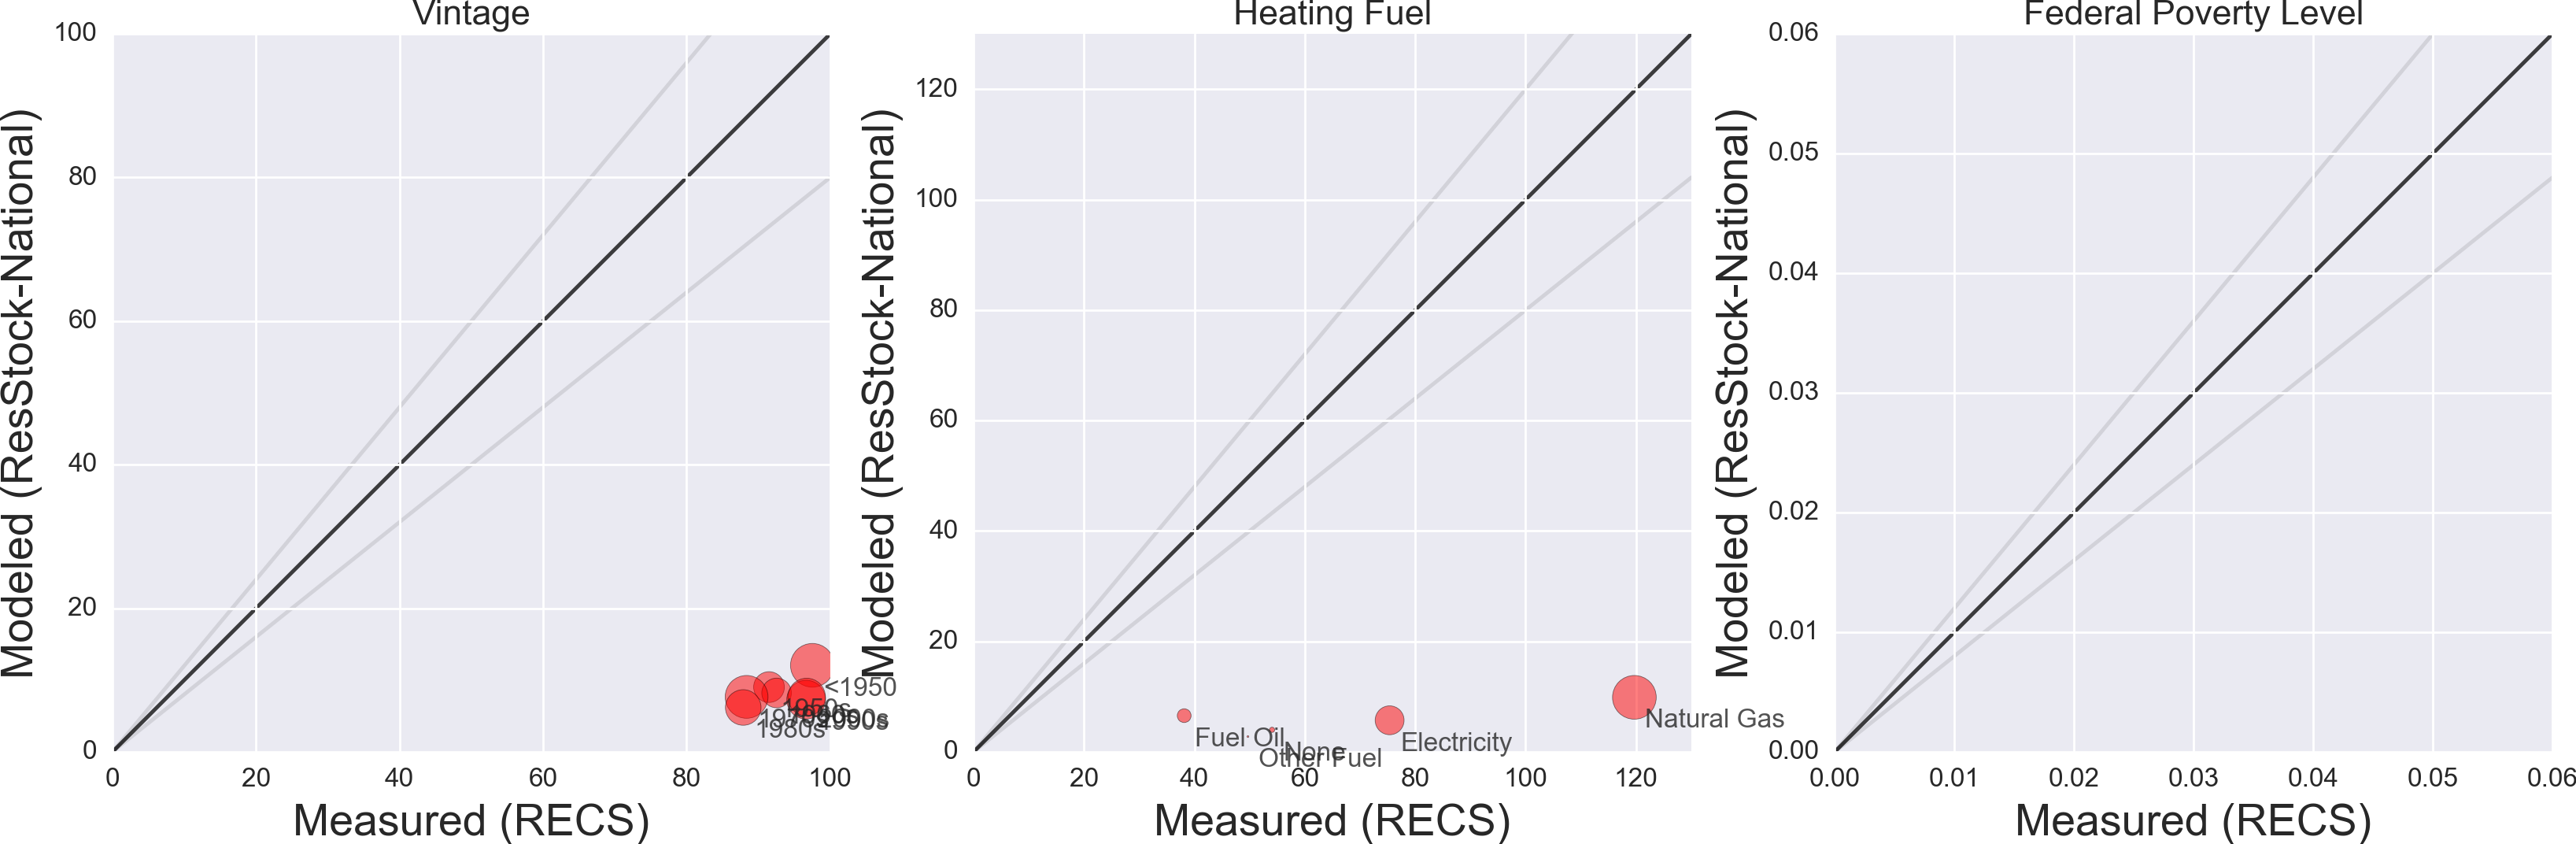 Vintage
100
80
60
40
20
0
0 20 40 60 80 100
Modeled (ResStock-National)
Measured (RECS)
<1950
1950s
1980s
Heating Fuel
120
100
80
60
40
20
0
0 20 40 60 80 100 120
Modeled (ResStock-National)
Measured (RECS)
Fuel Oil
None
Other Fuel
Electricity
Natural Gas
Federal Poverty Level
0.06
0.05
0.04
0.03
0.02
0.01
0.00
0.00 0.01 0.02 0.03 0.04 0.05 0.06
Modeled (ResStock-National)
Measured (RECS)